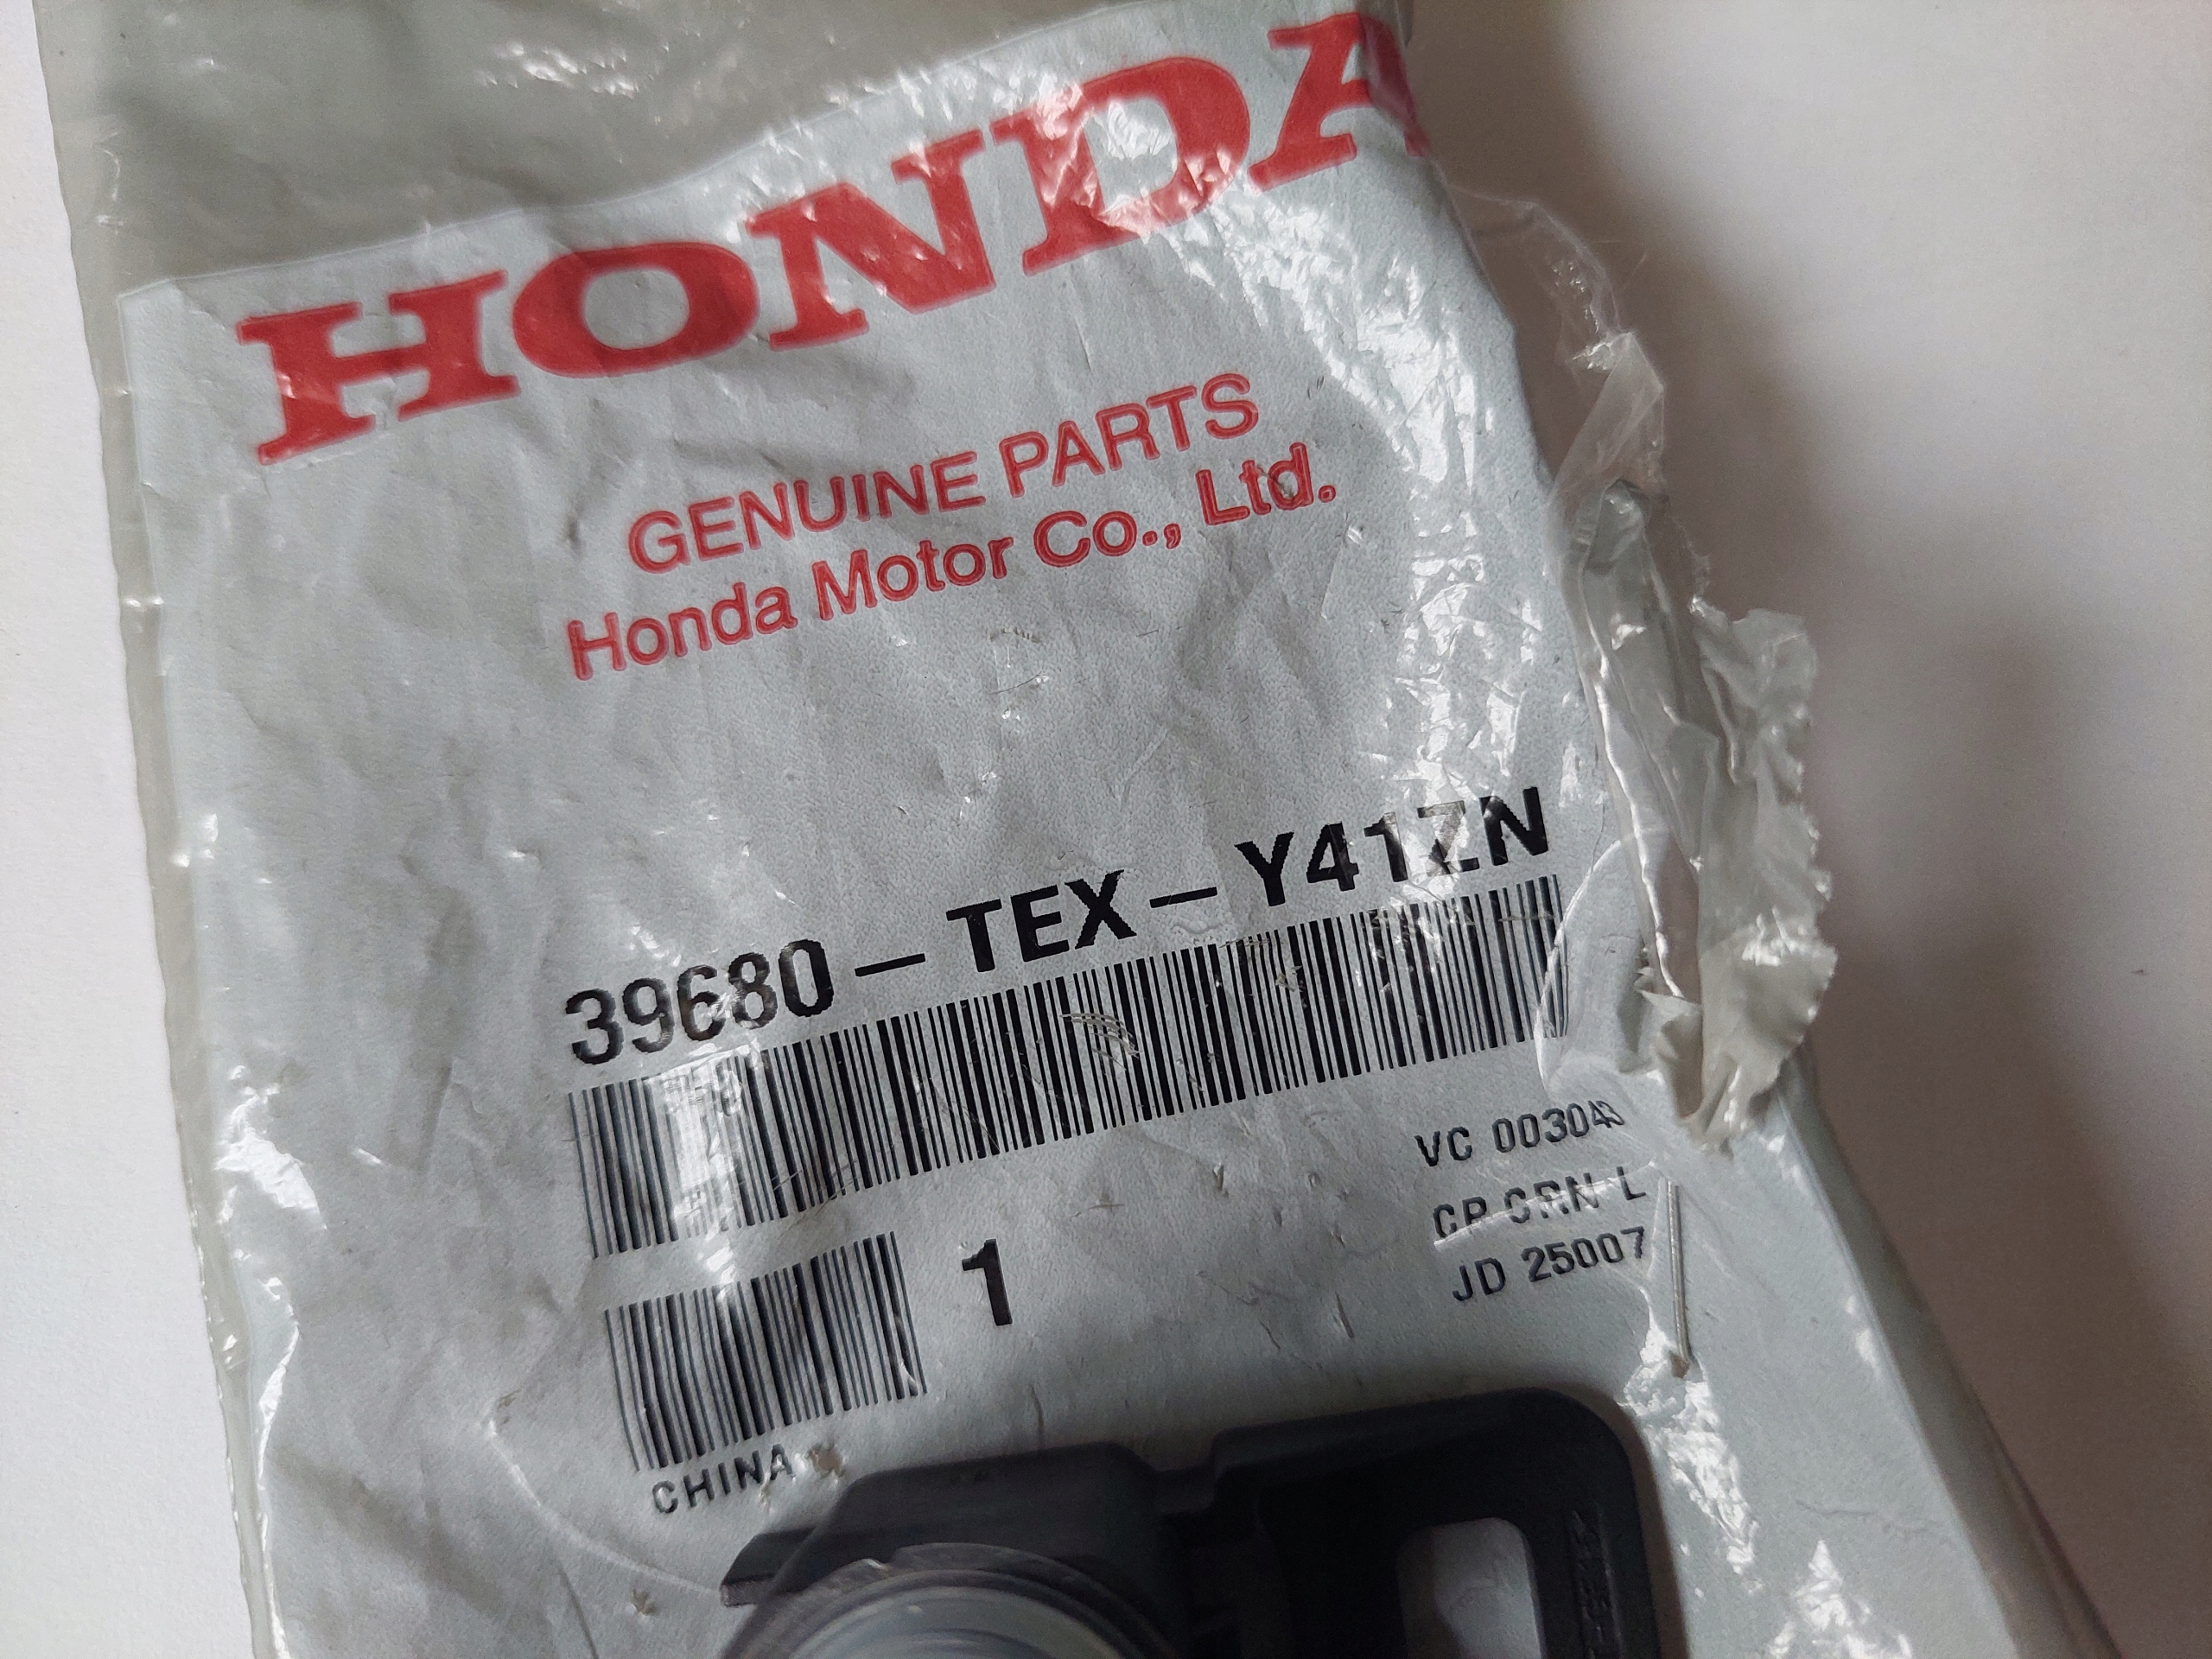 HONDA
GENUINE PARTS
Honda Motor Co., Ltd.
39680-TEX-Y41ZN
VC 003043
1
CP CRN L
JD 25007
CHINA